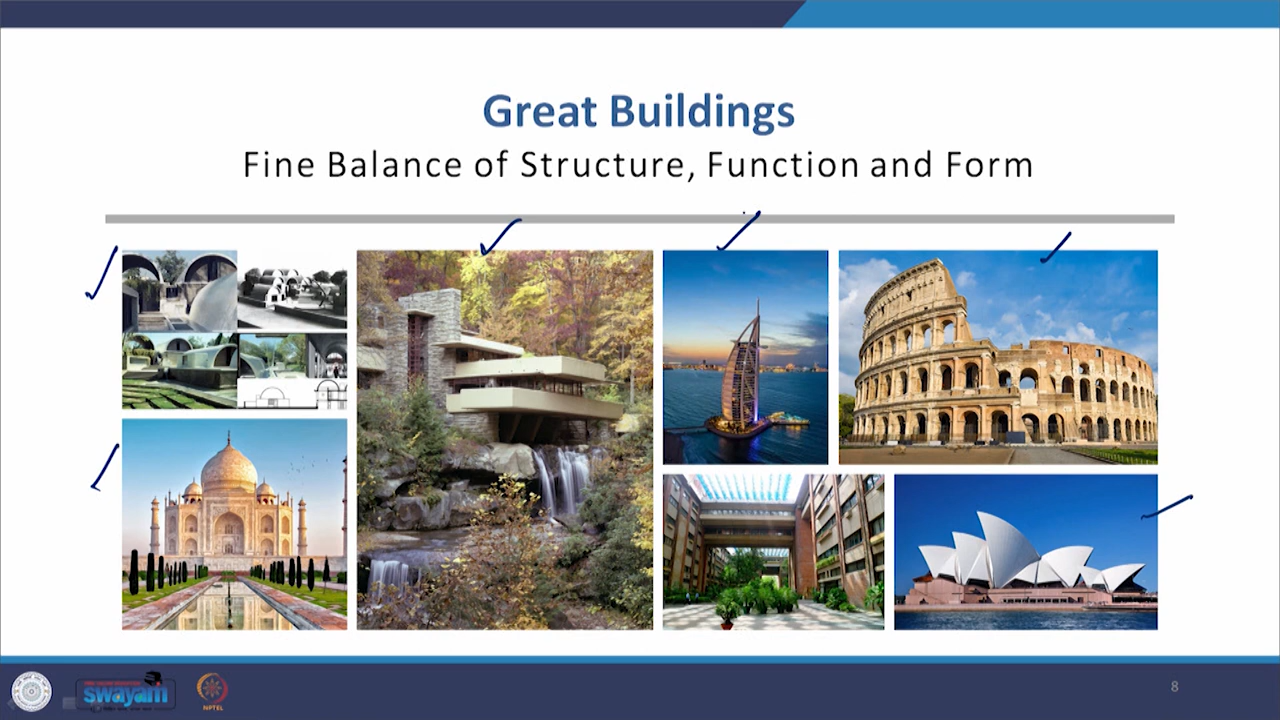 Great Buildings
Fine Balance of Structure, Function and Form
swayam
NPTEL
8